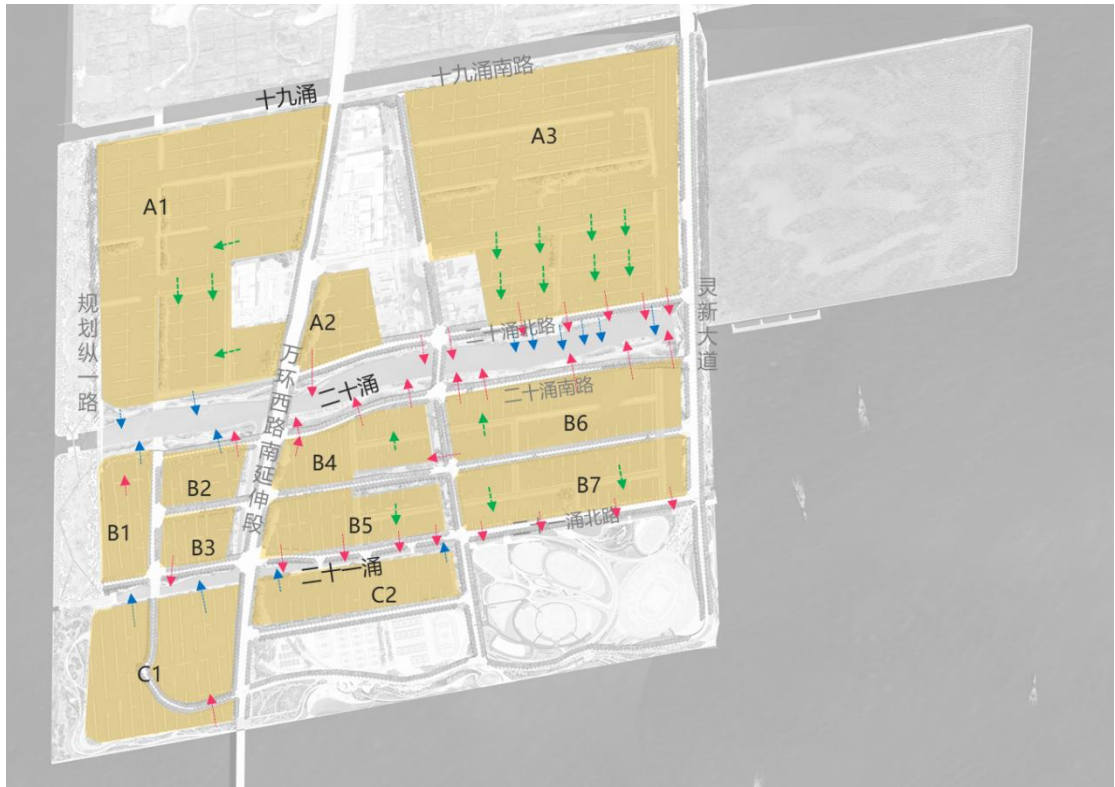 十九涌南路
十九涌
A3
A1
规划纵一路
灵新大道
A2
二十涌北路
万环西路南延伸段
二十涌
二十涌南路
B6
B4
B2
B7
B1
B3
B5
二十一涌北路
二十一涌
C2
C1